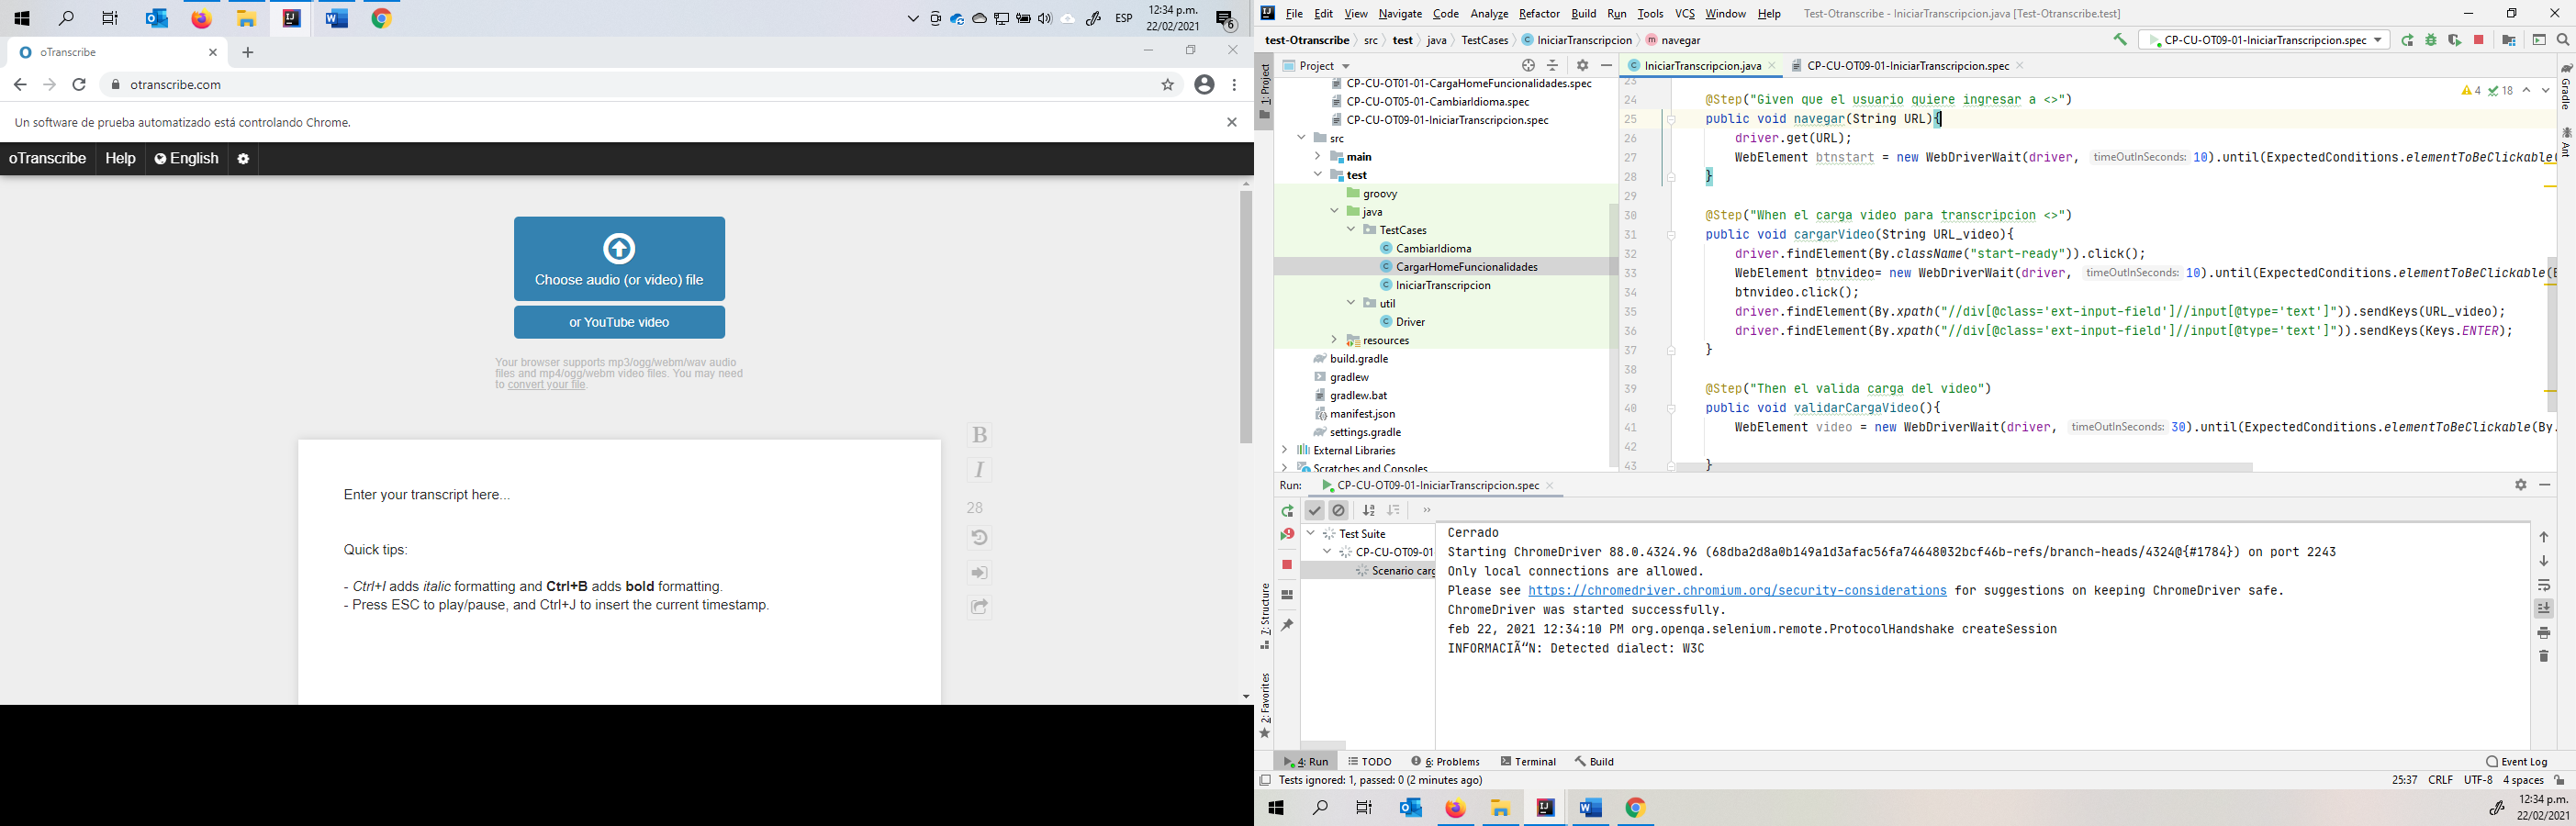 12:34 p.m.
ESP
22/02/2021
6
oTranscribe
otranscribe.com
Un software de prueba automatizado está controlando Chrome.
oTranscribe Help English
Choose audio (or video) file
or YouTube video
Your browser supports mp3/ogg/webm/wav audio
files and mp4/ogg/webm video files. You may need
to convert your file.
B
I
28
Enter your transcript here...
Quick tips:
- Ctrl+I adds italic formatting and Ctrl+B adds bold formatting.
- Press ESC to play/pause, and Ctrl+J to insert the current timestamp.
File Edit View Navigate Code Analyze Refactor Build Run Tools VCS Window Help Test-Otranscribe - IniciarTranscripcion.java [Test-Otranscribe.test]
test-Otranscribe src test java TestCases IniciarTranscripcion navegar CP-CU-OT09-01-IniciarTranscripcion.spec
1: Project
Project
CP-CU-OT01-01-CargaHomeFuncionalidades.spec
CP-CU-OT05-01-CambiarIdioma.spec
CP-CU-OT09-01-IniciarTranscripcion.spec
src
main
test
groovy
java
TestCases
CambiarIdioma
CargarHomeFuncionalidades
IniciarTranscripcion
util
Driver
resources
build.gradle
gradlew
gradlew.bat
manifest.json
settings.gradle
External Libraries
Scratches and Consoles
IniciarTranscripcion.java CP-CU-OT09-01-IniciarTranscripcion.spec
4 18
Gradle
Ant
23
24 @Step("Given que el usuario quiere ingresar a <>")
25 public void navegar(String URL){
26 driver.get(URL);
27 WebElement btnstart = new WebDriverWait(driver, timeOutInSeconds: 10).until(ExpectedConditions.elementToBeClickable(
28 }
29
30 @Step("When el carga video para transcripcion <>")
31 public void cargarVideo(String URL_video){
32 driver.findElement(By.className("start-ready")).click();
33 WebElement btnvideo= new WebDriverWait(driver, timeOutInSeconds: 10).until(ExpectedConditions.elementToBeClickable(
34 btnvideo.click();
35 driver.findElement(By.xpath("//div[@class='ext-input-field']//input[@type='text']")).sendKeys(URL_video);
36 driver.findElement(By.xpath("//div[@class='ext-input-field']//input[@type='text']")).sendKeys(Keys.ENTER);
37 }
38
39 @Step("Then el valida carga del video")
40 public void validarCargaVideo(){
41 WebElement video = new WebDriverWait(driver, timeOutInSeconds: 30).until(ExpectedConditions.elementToBeClickable(By.
42
43 }
Run: CP-CU-OT09-01-IniciarTranscripcion.spec
Test Suite
CP-CU-OT09-01
Scenario carg
Cerrado
Starting ChromeDriver 88.0.4324.96 (68dba2d8a0b149a1d3afac56fa74648032bcf46b-refs/branch-heads/4324@{#1784}) on port 2243
Only local connections are allowed.
Please see https://chromedriver.chromium.org/security-considerations for suggestions on keeping ChromeDriver safe.
ChromeDriver was started successfully.
feb 22, 2021 12:34:10 PM org.openqa.selenium.remote.ProtocolHandshake createSession
INFORMACIÃ“N: Detected dialect: W3C
7: Structure
2: Favorites
4: Run TODO 6: Problems Terminal Build Event Log
Tests ignored: 1, passed: 0 (2 minutes ago) 25:37 CRLF UTF-8 4 spaces
12:34 p.m.
22/02/2021